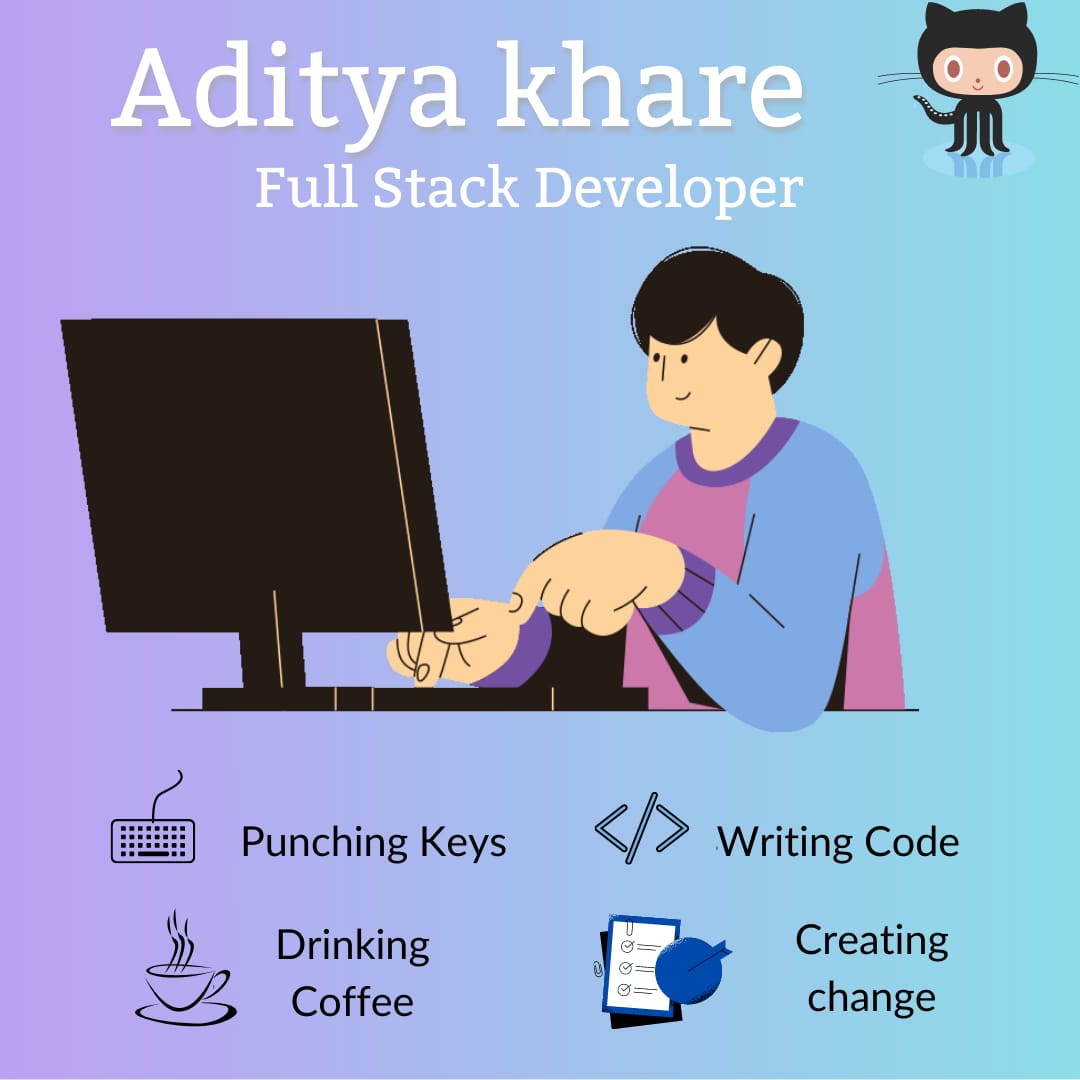 Aditya khare
Full Stack Developer
Punching Keys
Writing Code
Drinking
Coffee
Creating
change